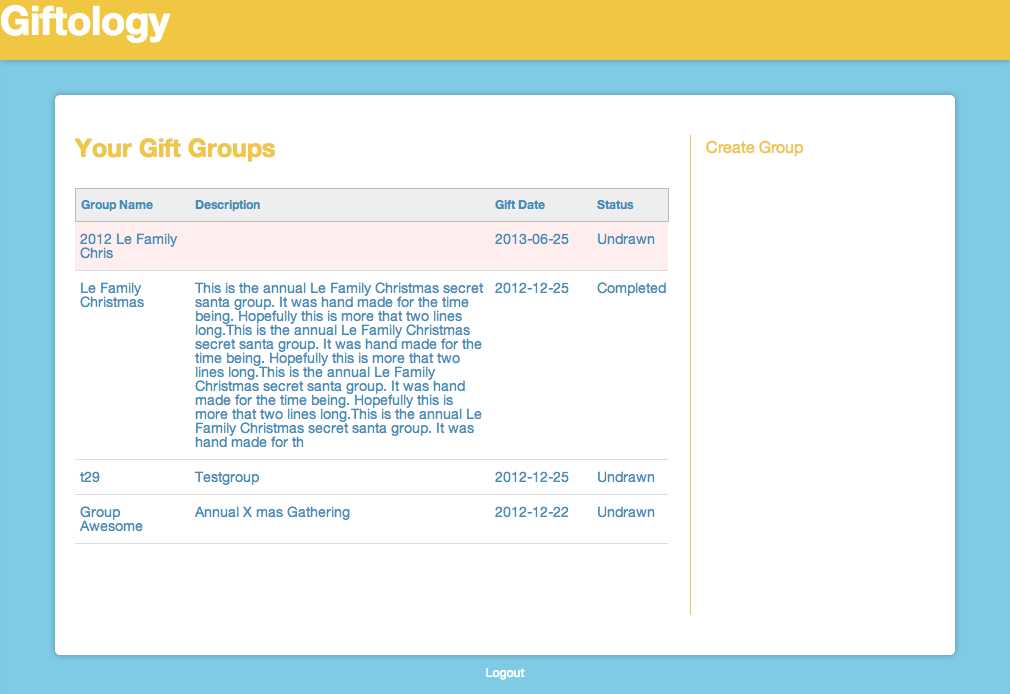 Giftology
Your Gift Groups
Create Group
Group Name Description Gift Date Status
2012 Le Family 2013-06-25 Undrawn
Chris
Le Family This is the annual Le Family Christmas secret 2012-12-25 Completed
Christmas santa group. It was hand made for the time
being. Hopefully this is more that two lines
long.This is the annual Le Family Christmas
secret santa group. It was hand made for the
time being. Hopefully this is more that two
lines long.This is the annual Le Family
Christmas secret santa group. It was hand
made for the time being. Hopefully this is
more that two lines long.This is the annual Le
Family Christmas secret santa group. It was
hand made for th
t29 Testgroup 2012-12-25 Undrawn
Group Annual X mas Gathering 2012-12-22 Undrawn
Awesome
Logout